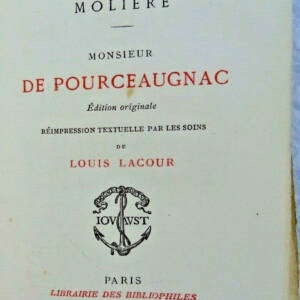 MOLIÈRE
MONSIEUR
DE POURCEAUGNAC
Édition originale
RÉIMPRESSION TEXTUELLE PAR LES SOINS
DE
LOUIS LACOUR
IOVAVST
PARIS
LIBRAIRIE DES BIBLIOPHILES